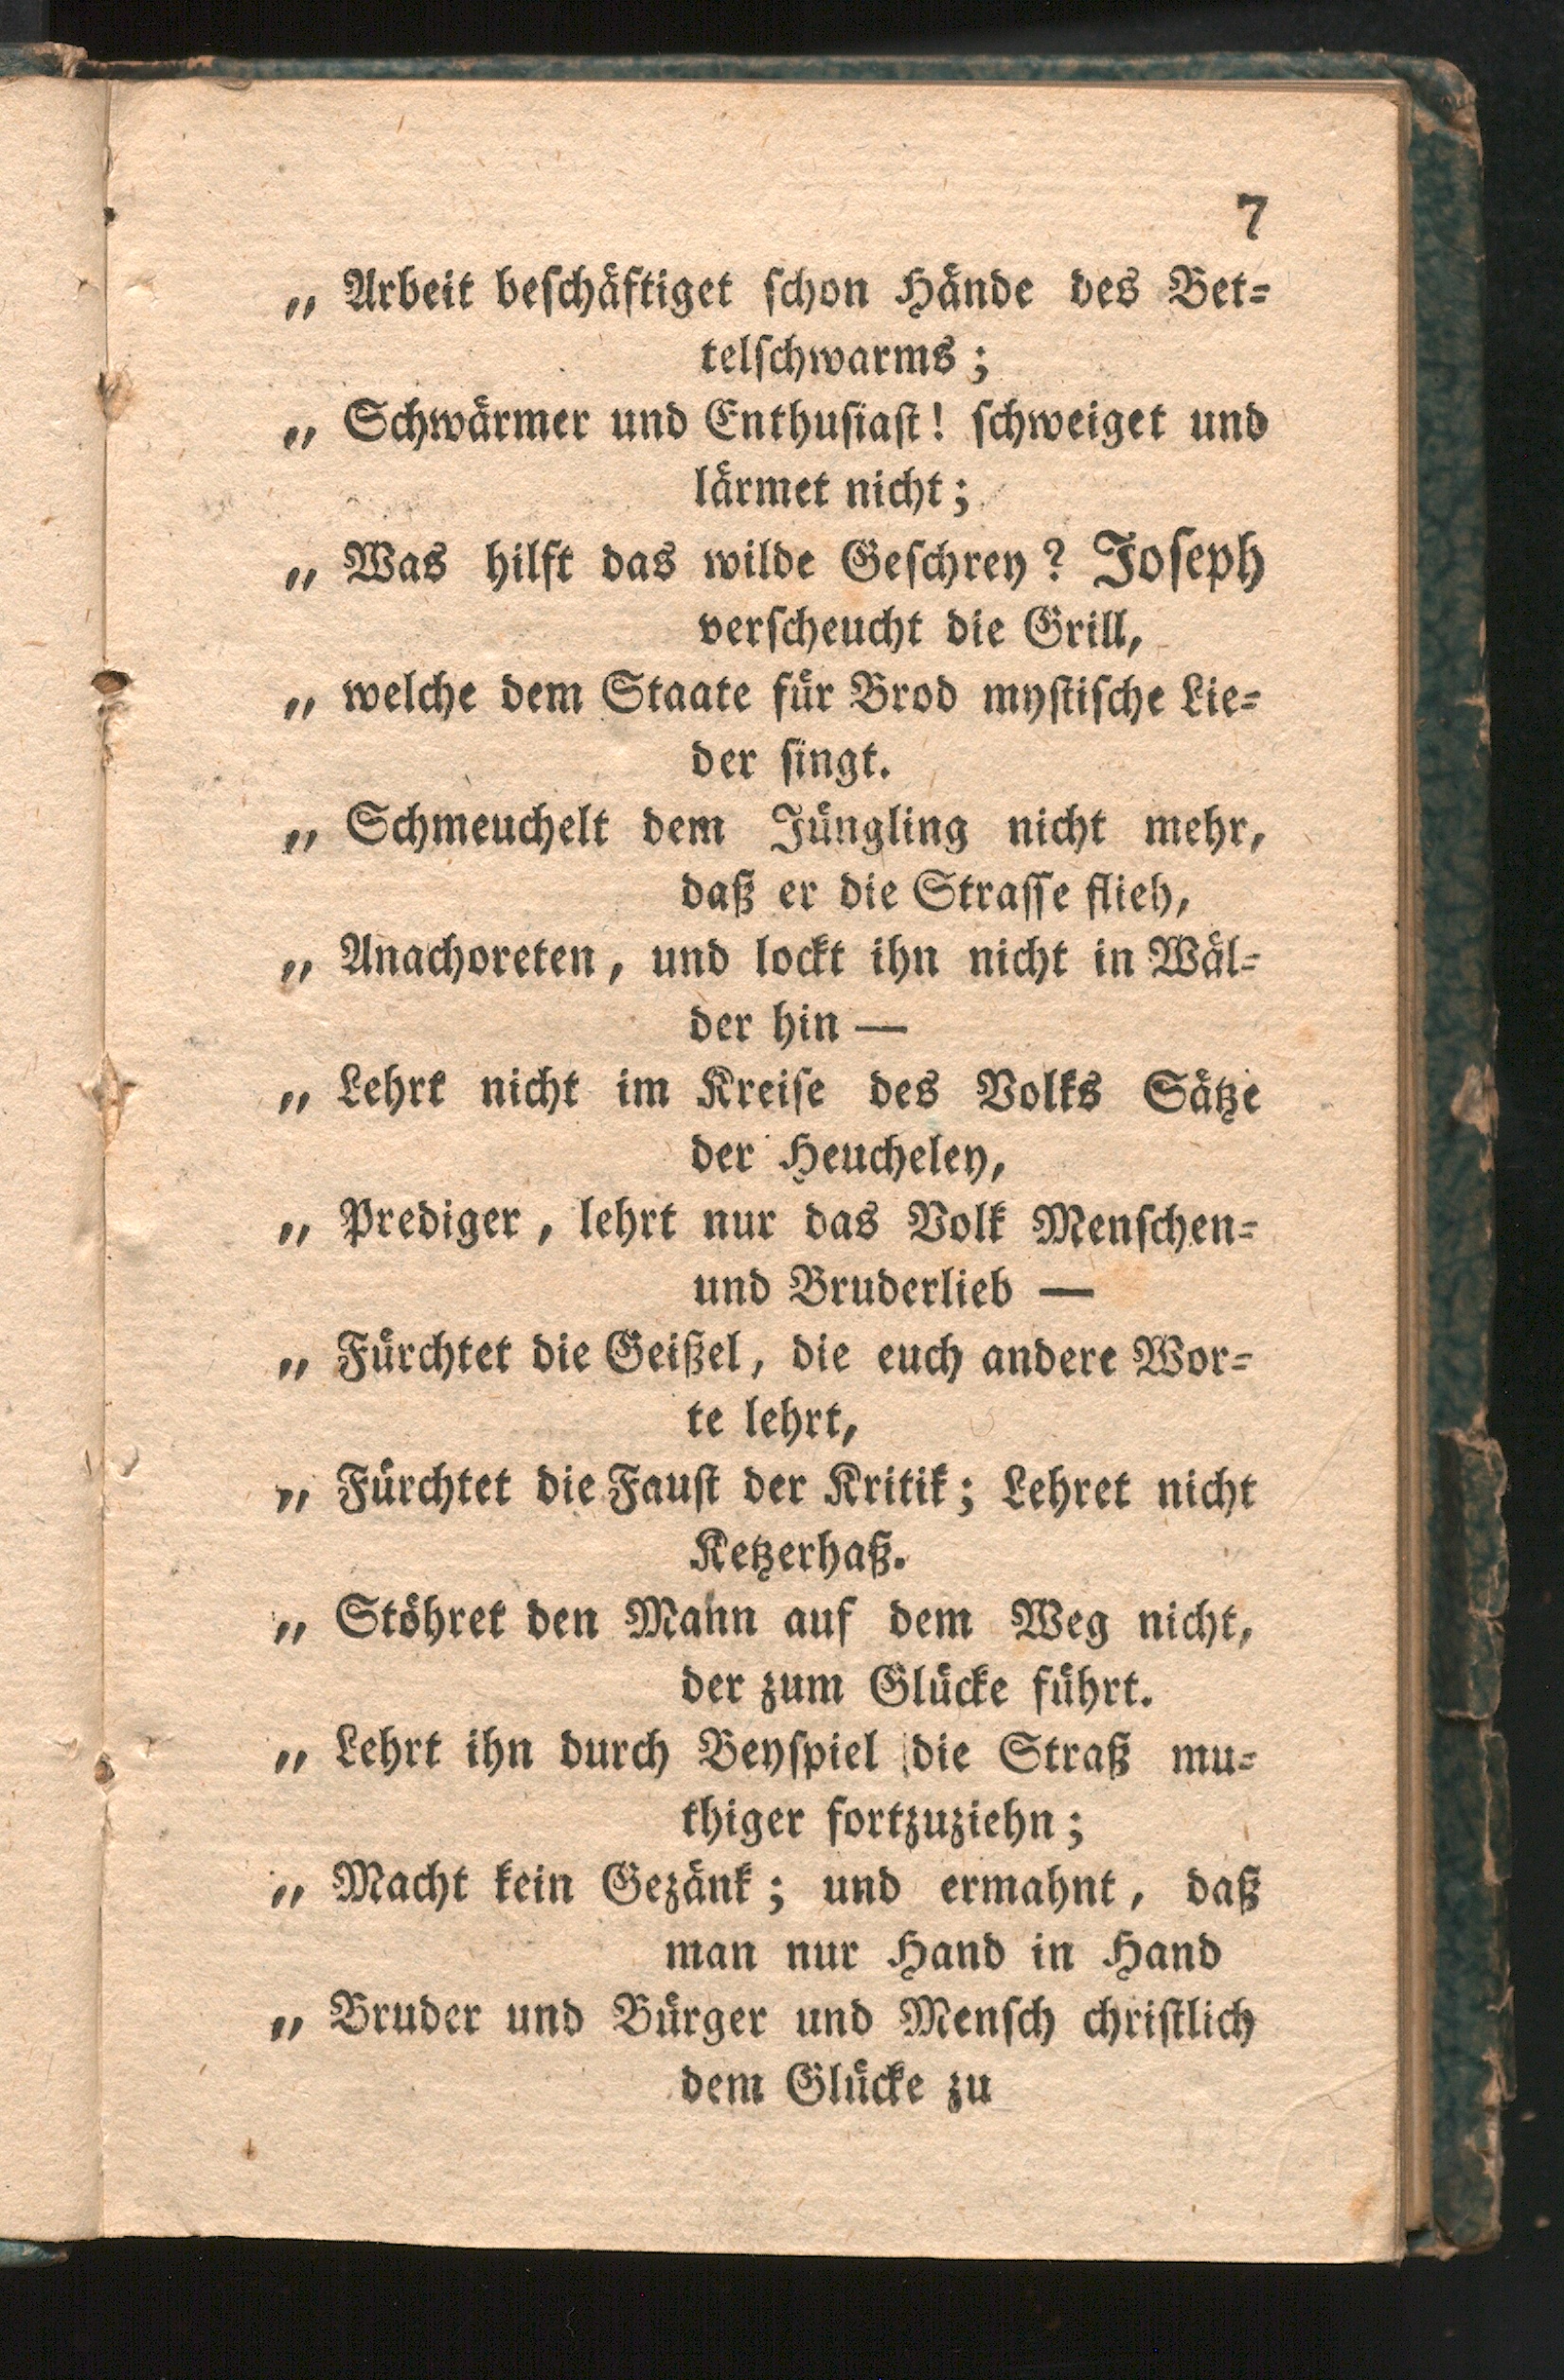 7
„ Arbeit beſchäftiget ſchon Hände des Bet-
telſchwarms;
„ Schwärmer und Enthuſiaſt! ſchweiget und
lärmet nicht;
„ Was hilft das wilde Geſchrey? Joſeph
verſcheucht die Grill,
„ welche dem Staate für Brod myſtiſche Lie-
der ſingt.
„ Schmeuchelt dem Jüngling nicht mehr,
daß er die Straſſe flieh,
„ Anachoreten, und lockt ihn nicht in Wäl-
der hin —
„ Lehrt nicht im Kreiſe des Volks Sätze
der Heucheley,
„ Prediger, lehrt nur das Volk Menſchen-
und Bruderlieb —
„ Fürchtet die Geißel, die euch andere Wor-
te lehrt,
„ Fürchtet die Fauſt der Kritik; Lehret nicht
Ketzerhaß.
„ Stöhret den Mann auf dem Weg nicht,
der zum Glücke führt.
„ Lehrt ihn durch Beyſpiel die Straß mu-
thiger fortzuziehn;
„ Macht kein Gezänk; und ermahnt, daß
man nur Hand in Hand
„ Bruder und Bürger und Menſch chriſtlich
dem Glücke zu